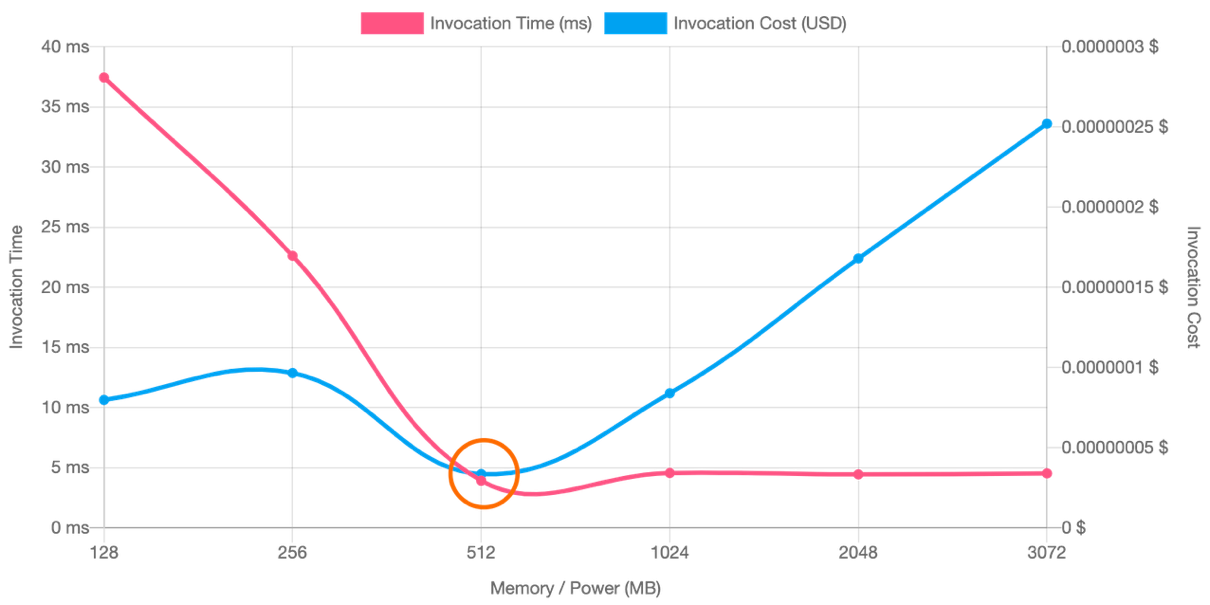 Invocation Time (ms) Invocation Cost (USD)
40 ms 0.0000003 $
35 ms
0.00000025 $
30 ms
0.0000002 $
25 ms
20 ms 0.00000015 $
15 ms
0.0000001 $
10 ms
0.00000005 $
5 ms
0 ms 0 $
Invocation Time
Invocation Cost
128 256 512 1024 2048 3072
Memory / Power (MB)